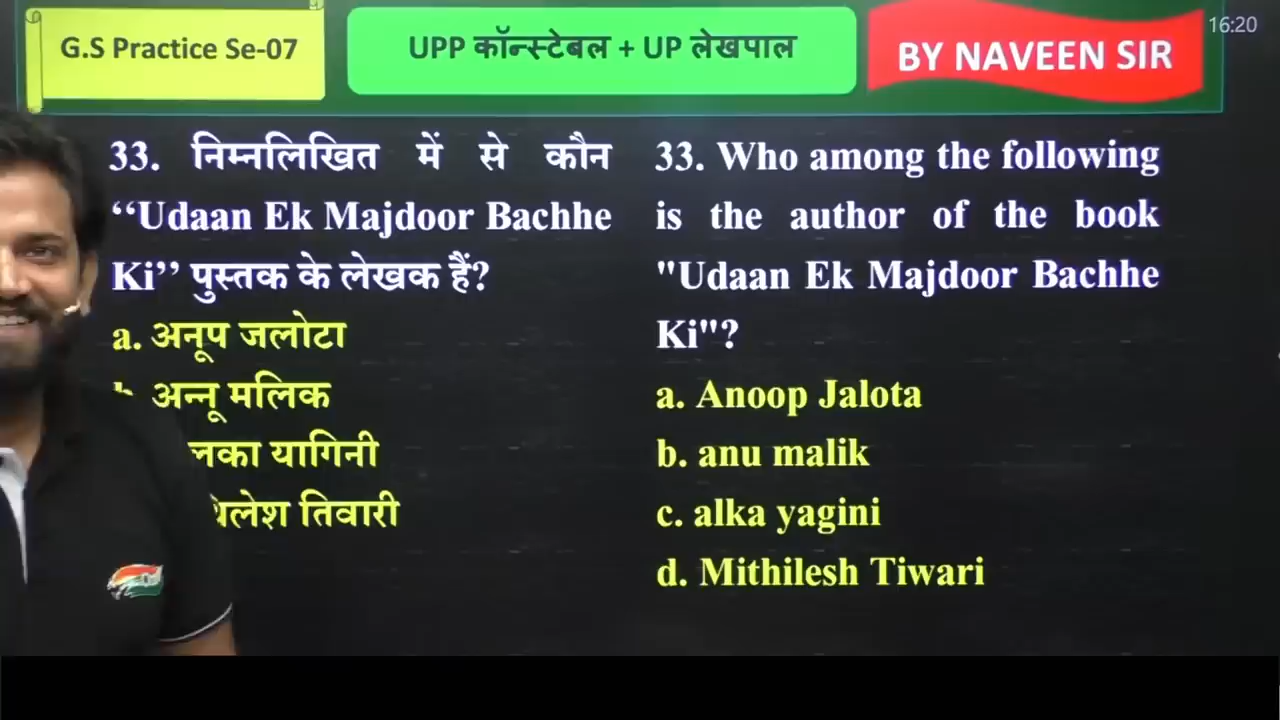 G.S Practice Se-07
UPP कॉन्स्टेबल + UP लेखपाल
BY NAVEEN SIR
16:20
33. निम्नलिखित में से कौन
“Udaan Ek Majdoor Bachhe
Ki” पुस्तक के लेखक हैं?
a. अनूप जलोटा
अन्नू मलिक
यागिनी
तिवारी
33. Who among the following
is the author of the book
"Udaan Ek Majdoor Bachhe
Ki"?
a. Anoop Jalota
b. anu malik
c. alka yagini
d. Mithilesh Tiwari